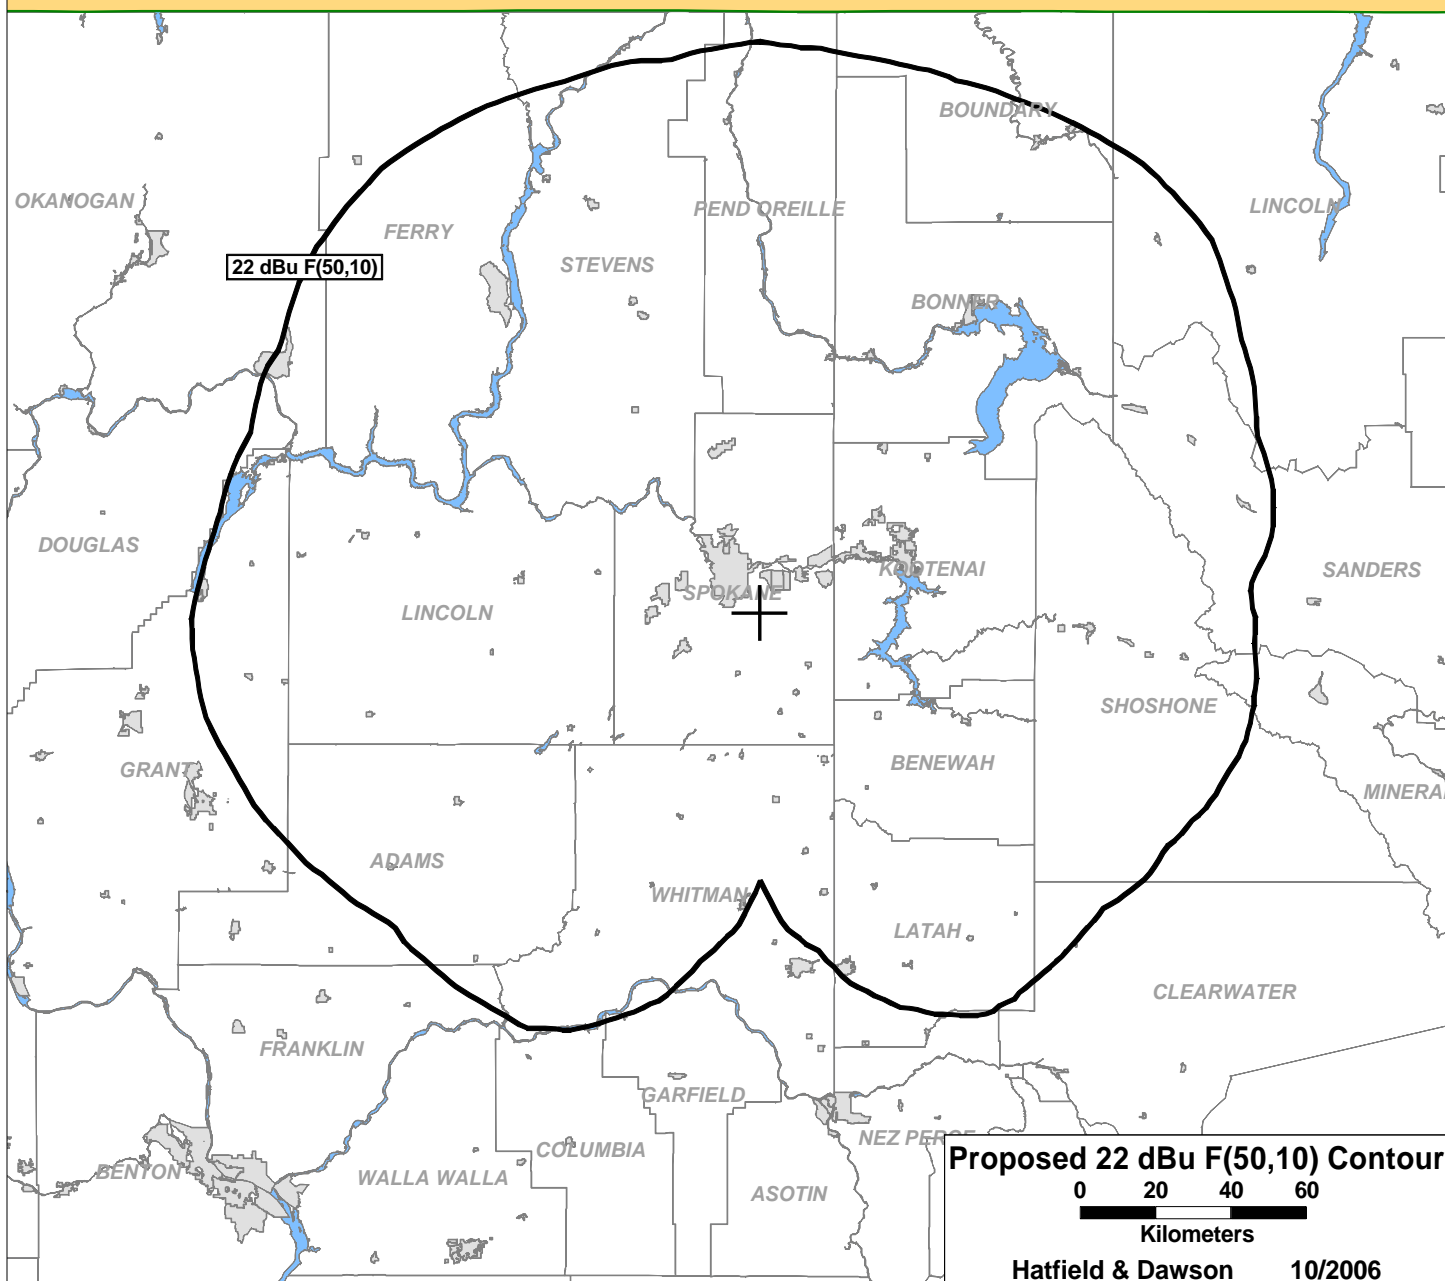 BOUNDARY
OKANOGAN
PEND OREILLE
LINCOLN
FERRY
STEVENS
22 dBu F(50,10)
BONNER
DOUGLAS
KOOTENAI
SANDERS
SPOKANE
LINCOLN
SHOSHONE
BENEWAH
GRANT
MINERAL
ADAMS
WHITMAN
LATAH
CLEARWATER
FRANKLIN
GARFIELD
NEZ PERCE
COLUMBIA
BENTON
WALLA WALLA
ASOTIN
Proposed 22 dBu F(50,10) Contour
0 20 40 60
Kilometers
Hatfield & Dawson 10/2006